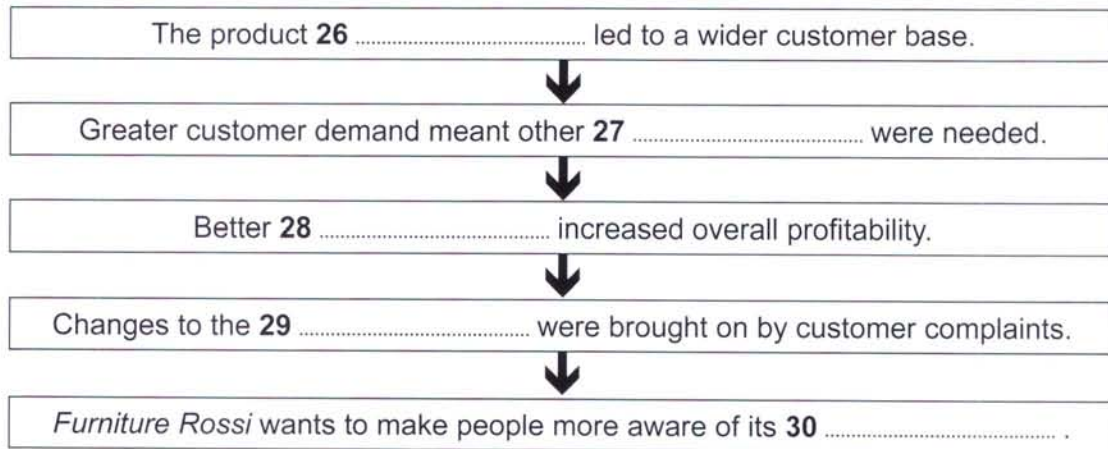 The product 26 .................................... led to a wider customer base.
Greater customer demand meant other 27 .................................... were needed.
Better 28 .................................... increased overall profitability.
Changes to the 29 .................................... were brought on by customer complaints.
Furniture Rossi wants to make people more aware of its 30 .................................... .